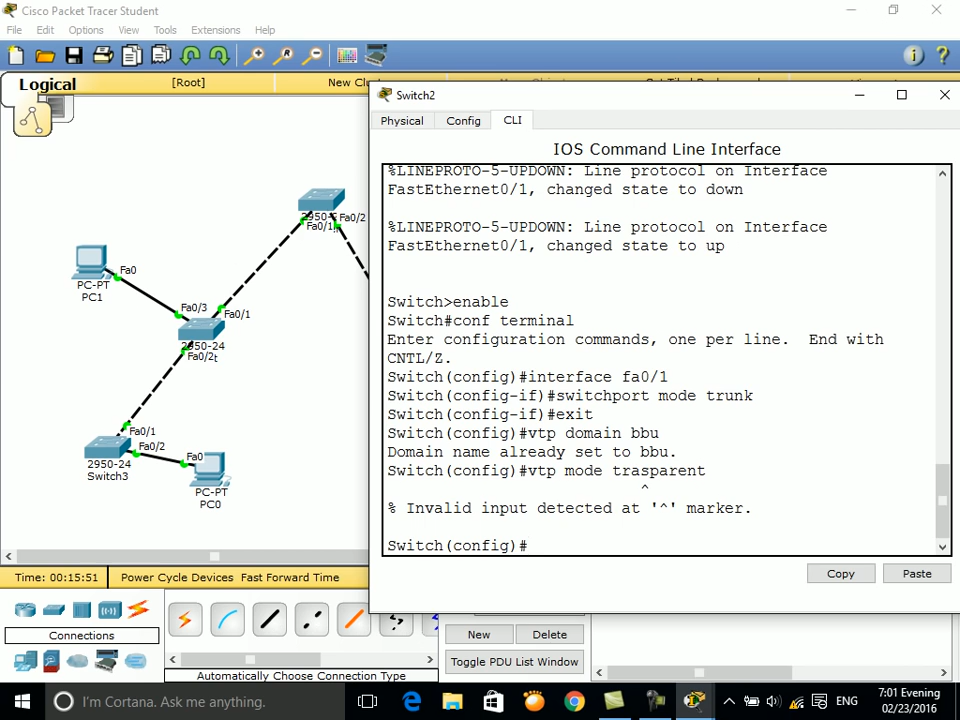 Cisco Packet Tracer Student
File Edit Options View Tools Extensions Help
Logical
[Root]
New Clu
Switch2
Physical Config CLI
IOS Command Line Interface
%LINEPROTO-5-UPDOWN: Line protocol on Interface
FastEthernet0/1, changed state to down
%LINEPROTO-5-UPDOWN: Line protocol on Interface
FastEthernet0/1, changed state to up
Switch>enable
Switch#conf terminal
Enter configuration commands, one per line. End with
CNTL/Z.
Switch(config)#interface fa0/1
Switch(config-if)#switchport mode trunk
Switch(config-if)#exit
Switch(config)#vtp domain bbu
Domain name already set to bbu.
Switch(config)#vtp mode trasparent
^
% Invalid input detected at '^' marker.
Switch(config)#
Copy Paste
Fa0/2
Fa0/1
Fa0
PC-PT
PC1
Fa0/3
Fa0/1
2950-24
Fa0/2
Fa0/1
Fa0/2
Fa0
2950-24
Switch3
PC-PT
PC0
Time: 00:15:51 Power Cycle Devices Fast Forward Time
Connections
Automatically Choose Connection Type
New Delete
Toggle PDU List Window
I'm Cortana. Ask me anything.
ENG
7:01 Evening
02/23/2016